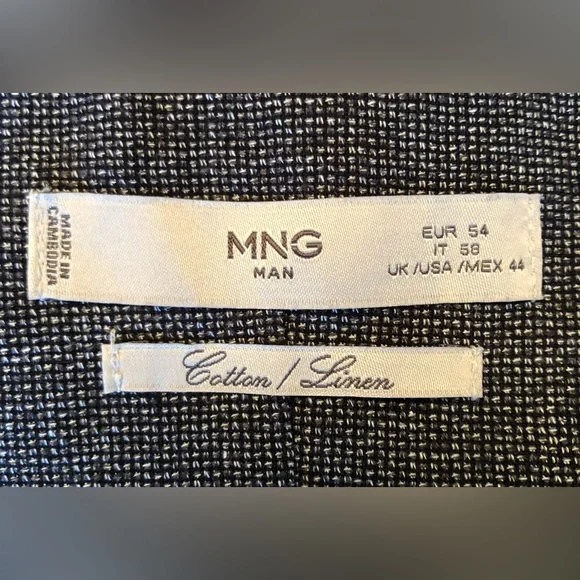 MADE IN
CAMBODIA
MNG
MAN
EUR 54
IT 58
UK/USA/MEX 44
Cotton / Linen